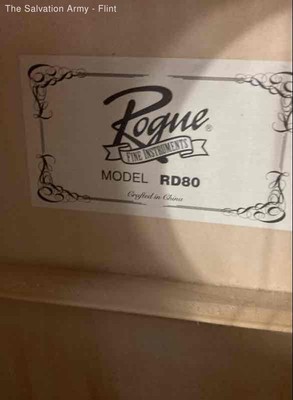 The Salvation Army - Flint
Rogue®
FINE INSTRUMENTS
MODEL RD80
Crafted in China